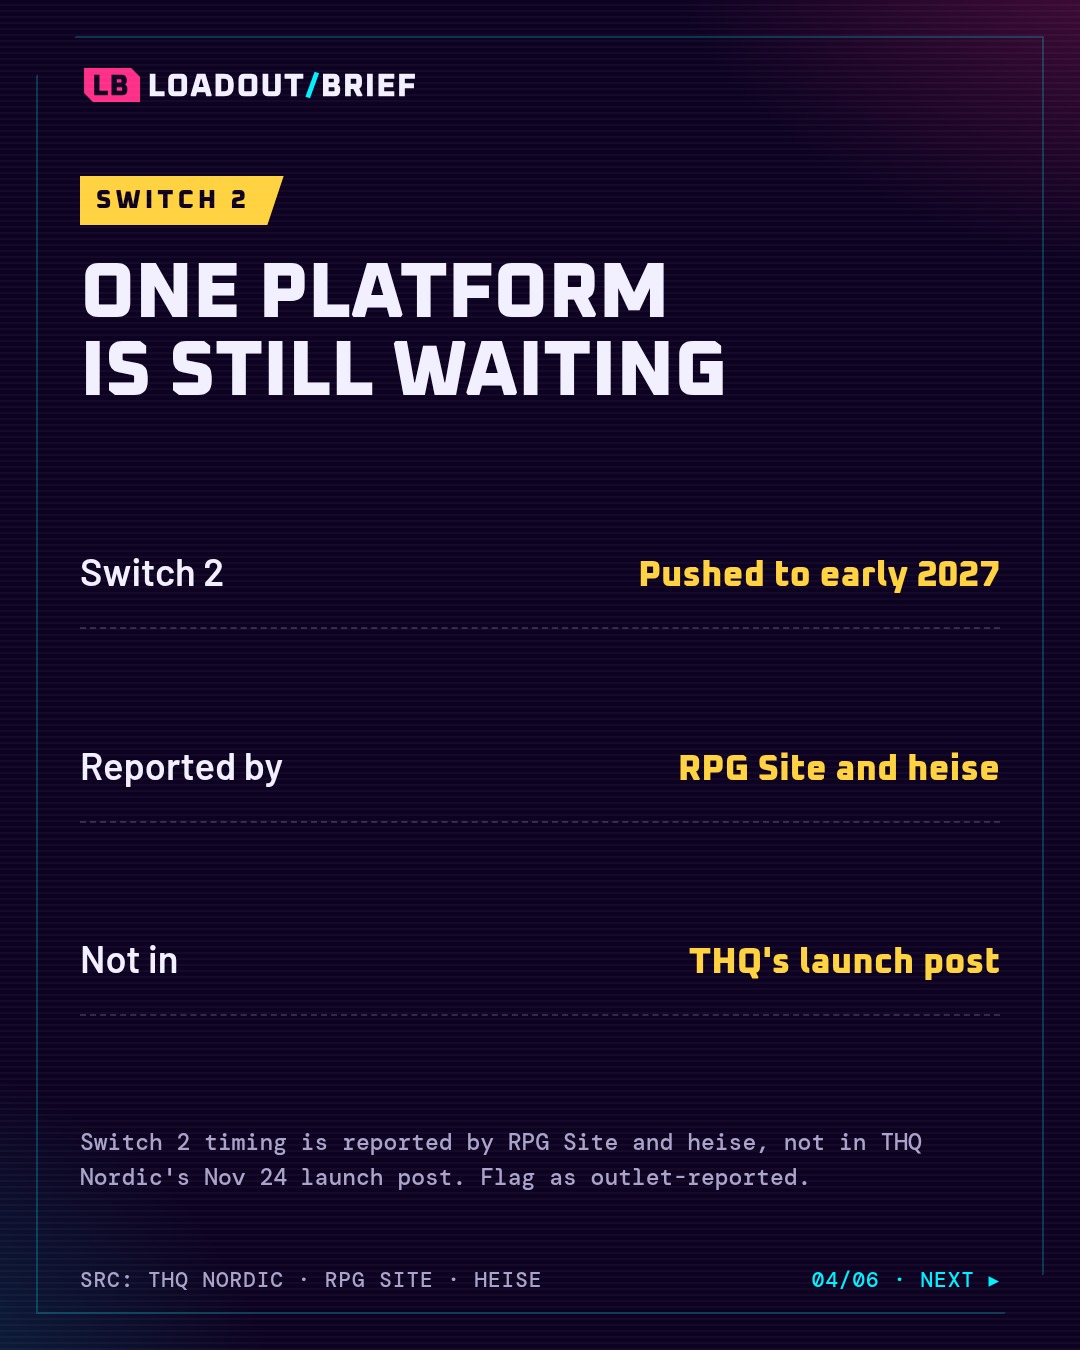 LB LOADOUT/BRIEF
SWITCH 2
ONE PLATFORM
IS STILL WAITING
Switch 2 Pushed to early 2027
Reported by RPG Site and heise
Not in THQ's launch post
Switch 2 timing is reported by RPG Site and heise, not in THQ
Nordic's Nov 24 launch post. Flag as outlet-reported.
SRC: THQ NORDIC · RPG SITE · HEISE 04/06 · NEXT ▸